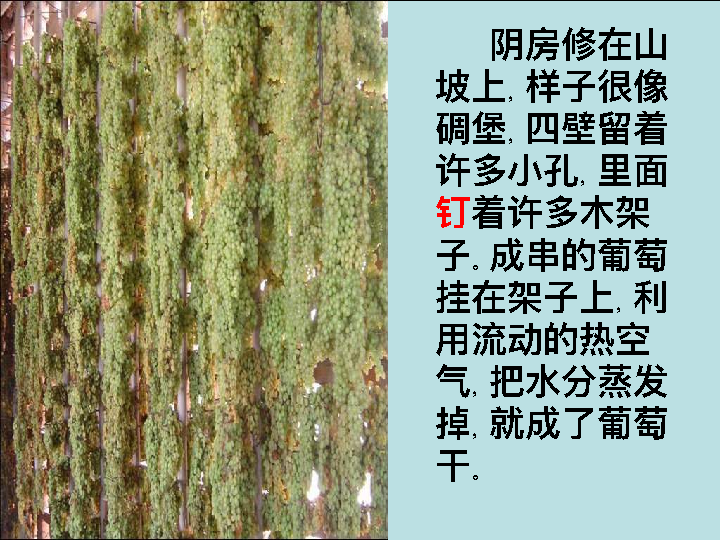 阴房修在山
坡上，样子很像
碉堡，四壁留着
许多小孔，里面
钉着许多木架
子。成串的葡萄
挂在架子上，利
用流动的热空
气，把水分蒸发
掉，就成了葡萄
干。